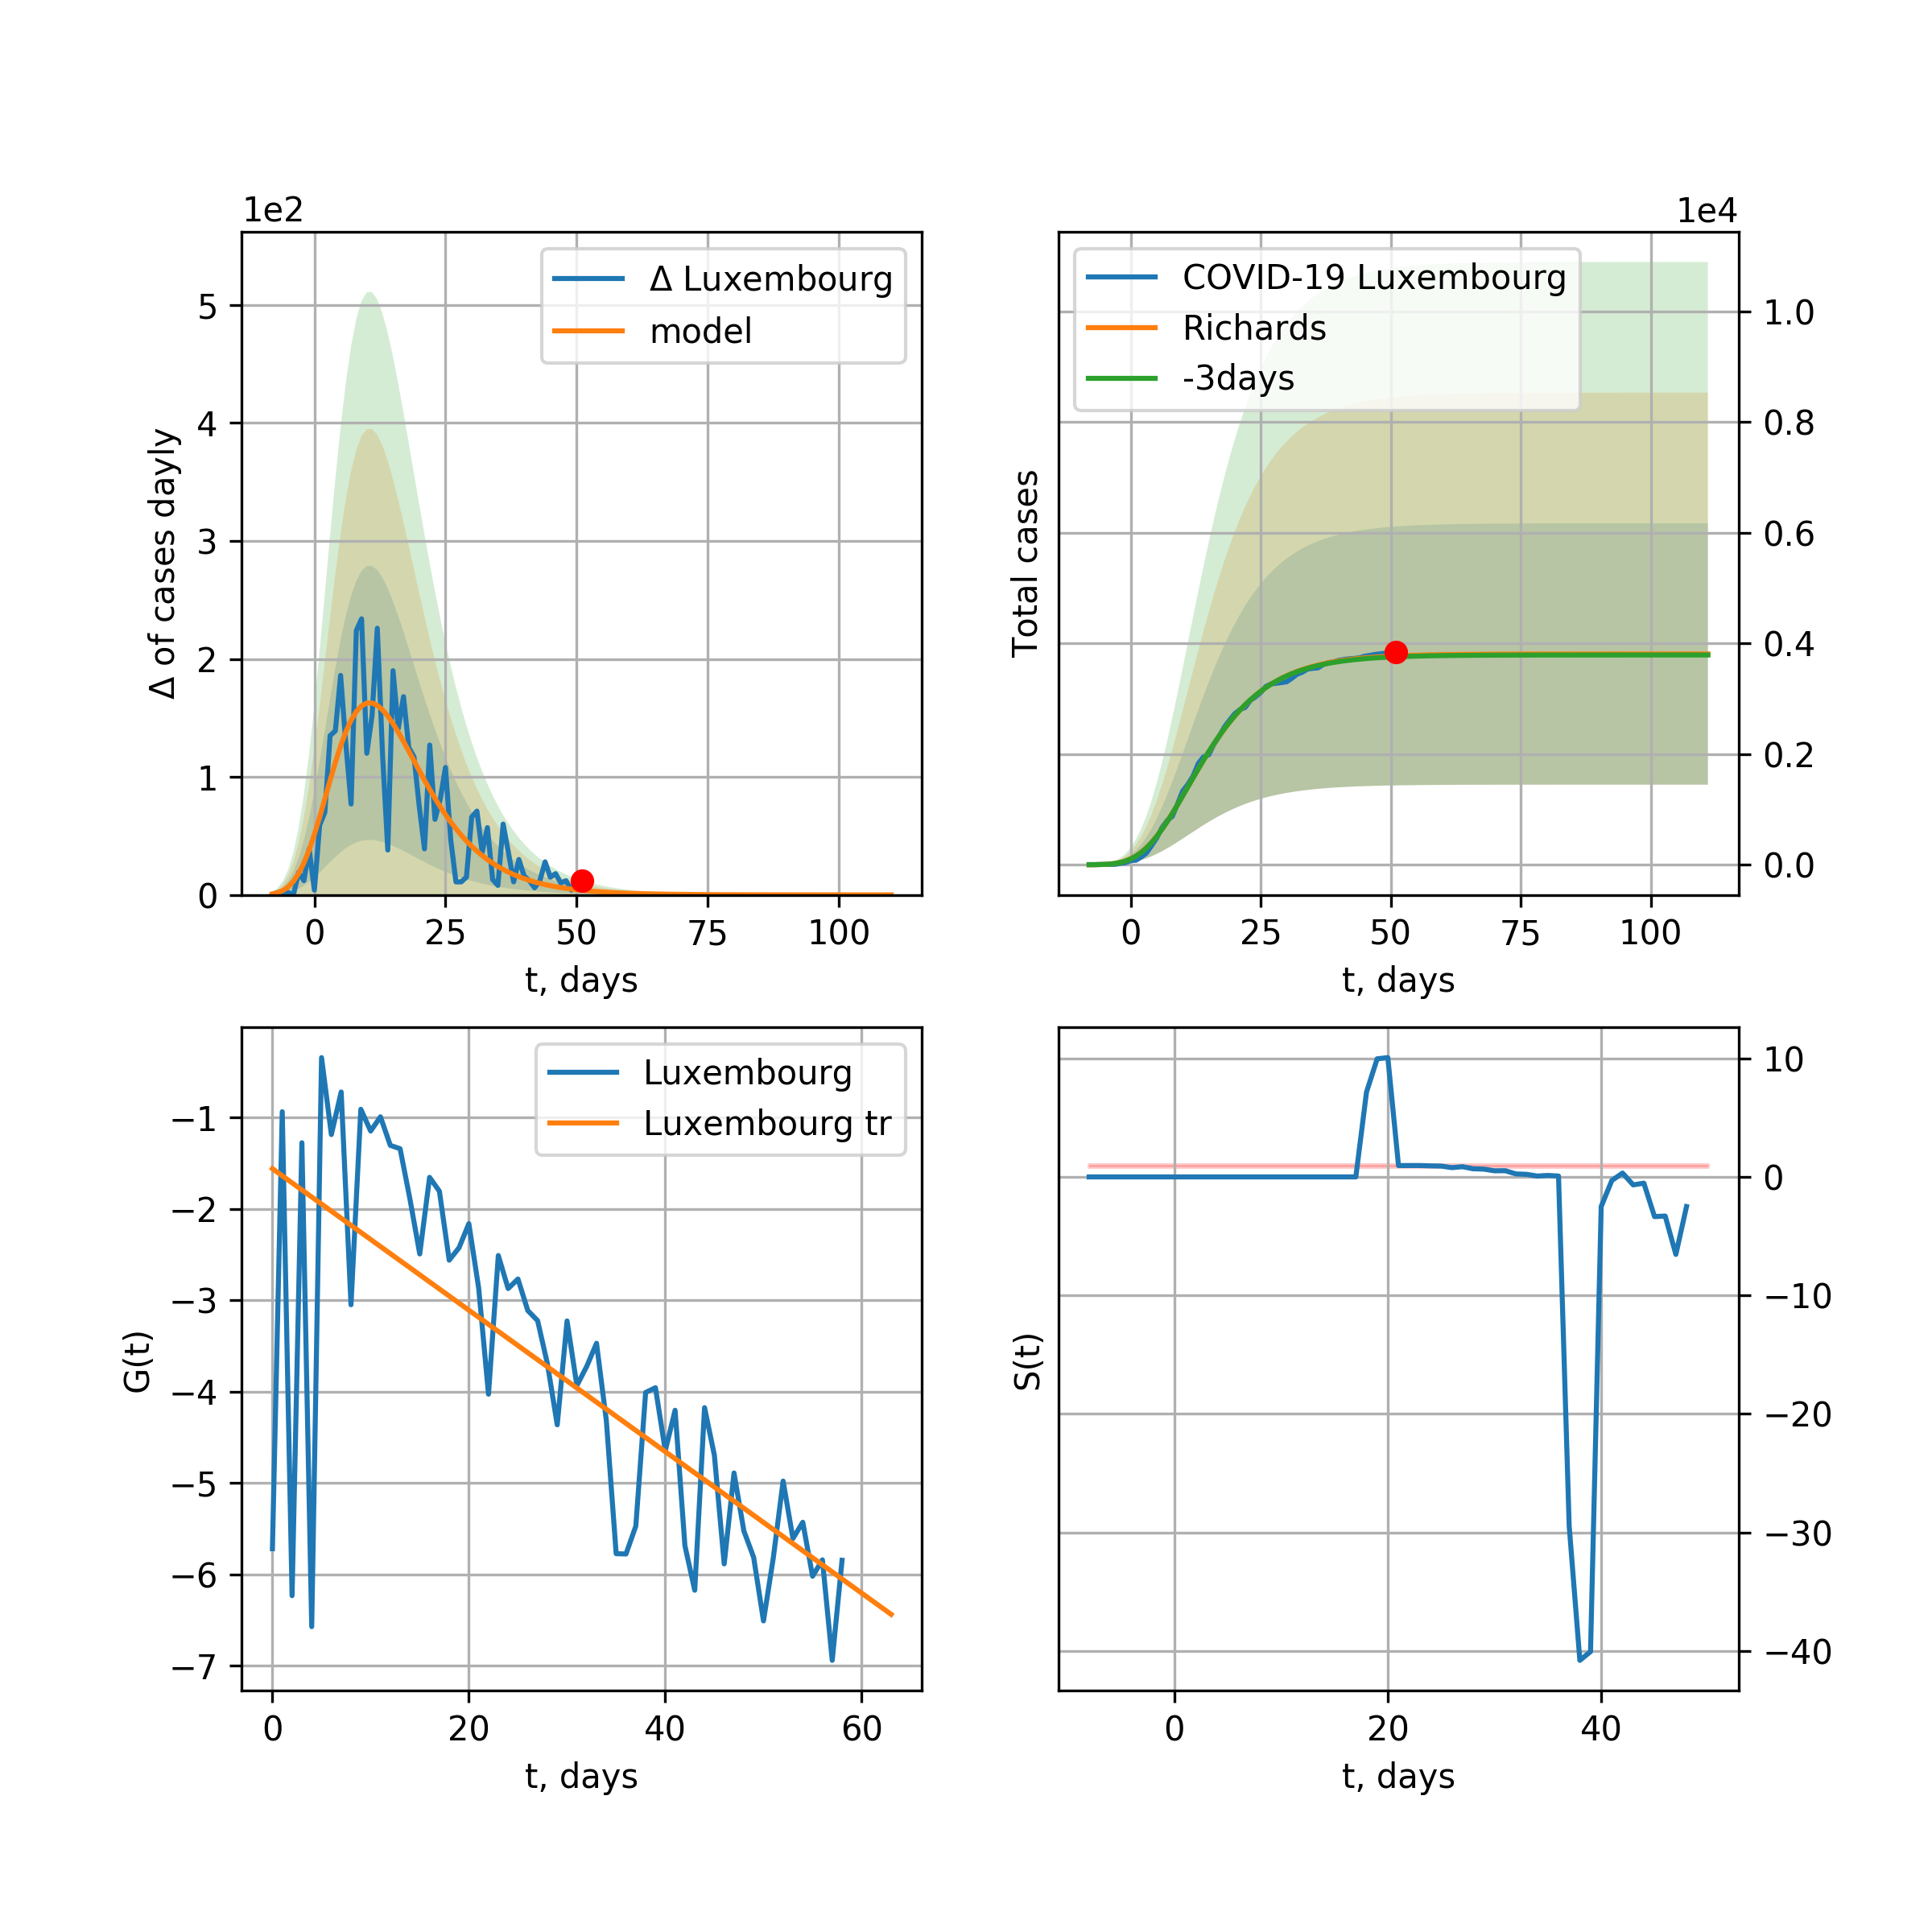 1e2
Δ Luxembourg
model
5
4
3
2
1
0
Δ of cases dayly
0 25 50 75 100
t, days
1e4
COVID-19 Luxembourg
Richards
-3days
1.0
0.8
0.6
0.4
0.2
0.0
Total cases
0 25 50 75 100
t, days
Luxembourg
Luxembourg tr
−1
−2
−3
−4
−5
−6
−7
G(t)
0 20 40 60
t, days
10
0
−10
−20
−30
−40
S(t)
0 20 40
t, days